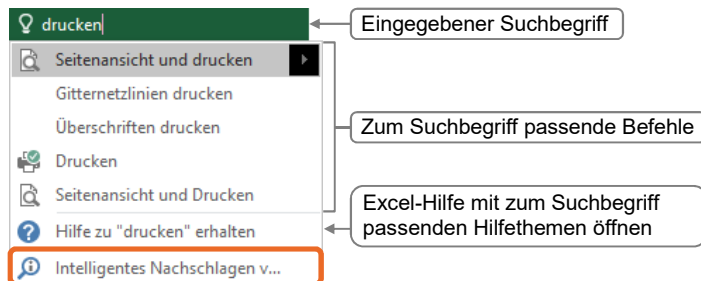 drucken
Eingegebener Suchbegriff
Seitenansicht und drucken
Gitternetzlinien drucken
Überschriften drucken
Zum Suchbegriff passende Befehle
Drucken
Seitenansicht und Drucken
Excel-Hilfe mit zum Suchbegriff
passenden Hilfethemen öffnen
Hilfe zu "drucken" erhalten
Intelligentes Nachschlagen v...